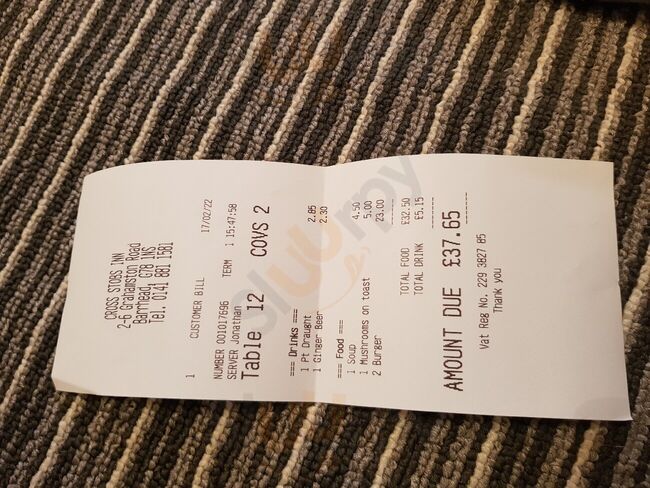 CROSS STOBS INN
2-6 Grahamston Road
Barrhead, G78 1NS
Tel. 0141 881 1581
1 CUSTOMER BILL 17/02/22
NUMBER 001017696 TERM 1 15:47:58
SERVER Jonathan
Table 12 COVS 2
=== Drinks ===
1 Pt Draught 2.85
1 Ginger Beer 2.30
=== Food ===
1 Soup 4.50
1 Mushrooms on toast 5.00
2 Burger 23.00
TOTAL FOOD £32.50
TOTAL DRINK £5.15
AMOUNT DUE £37.65
Vat Reg No. 229 3827 85
Thank you
sluurpy